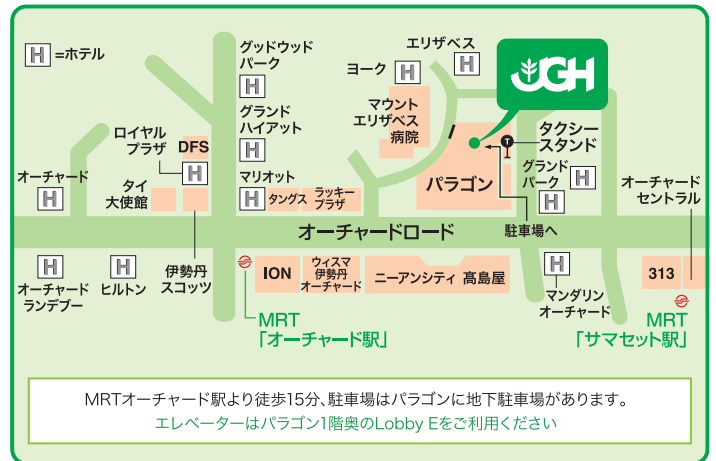 H =ホテル
グッドウッド
パーク
H
グランド
ハイアット
H
ヨーク
H
エリザベス
H
JGH
マウント
エリザベス
病院
T
タクシー
スタンド
パラゴン
グランド
パーク
H
H
駐車場へ
オーチャード
セントラル
ロイヤル
プラザ
DFS
H
オーチャード
H
タイ
大使館
マリオット
H
タングス
ラッキー
プラザ
オーチャードロード
H
オーチャード
ランデブー
H
ヒルトン
伊勢丹
スコッツ
ION
ウィスマ
伊勢丹
オーチャード
ニーアンシティ 髙島屋
H
マンダリン
オーチャード
313
MRT
「オーチャード駅」
MRT
「サマセット駅」
MRTオーチャード駅より徒歩15分、駐車場はパラゴンに地下駐車場があります。
エレベーターはパラゴン1階奥のLobby Eをご利用ください